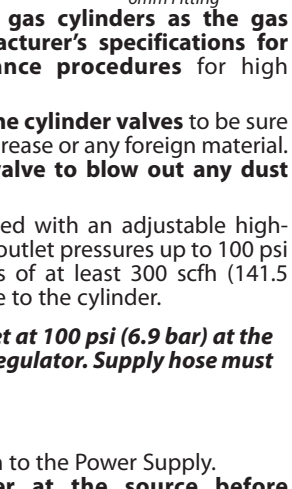 6mm Fitting
gas cylinders as the gas
facturer's specifications for
ance procedures for high
he cylinder valves to be sure
grease or any foreign material.
valve to blow out any dust
ed with an adjustable high-
outlet pressures up to 100 psi
s of at least 300 scfh (141.5
e to the cylinder.
et at 100 psi (6.9 bar) at the
egulator. Supply hose must
n to the Power Supply.
er at the source before